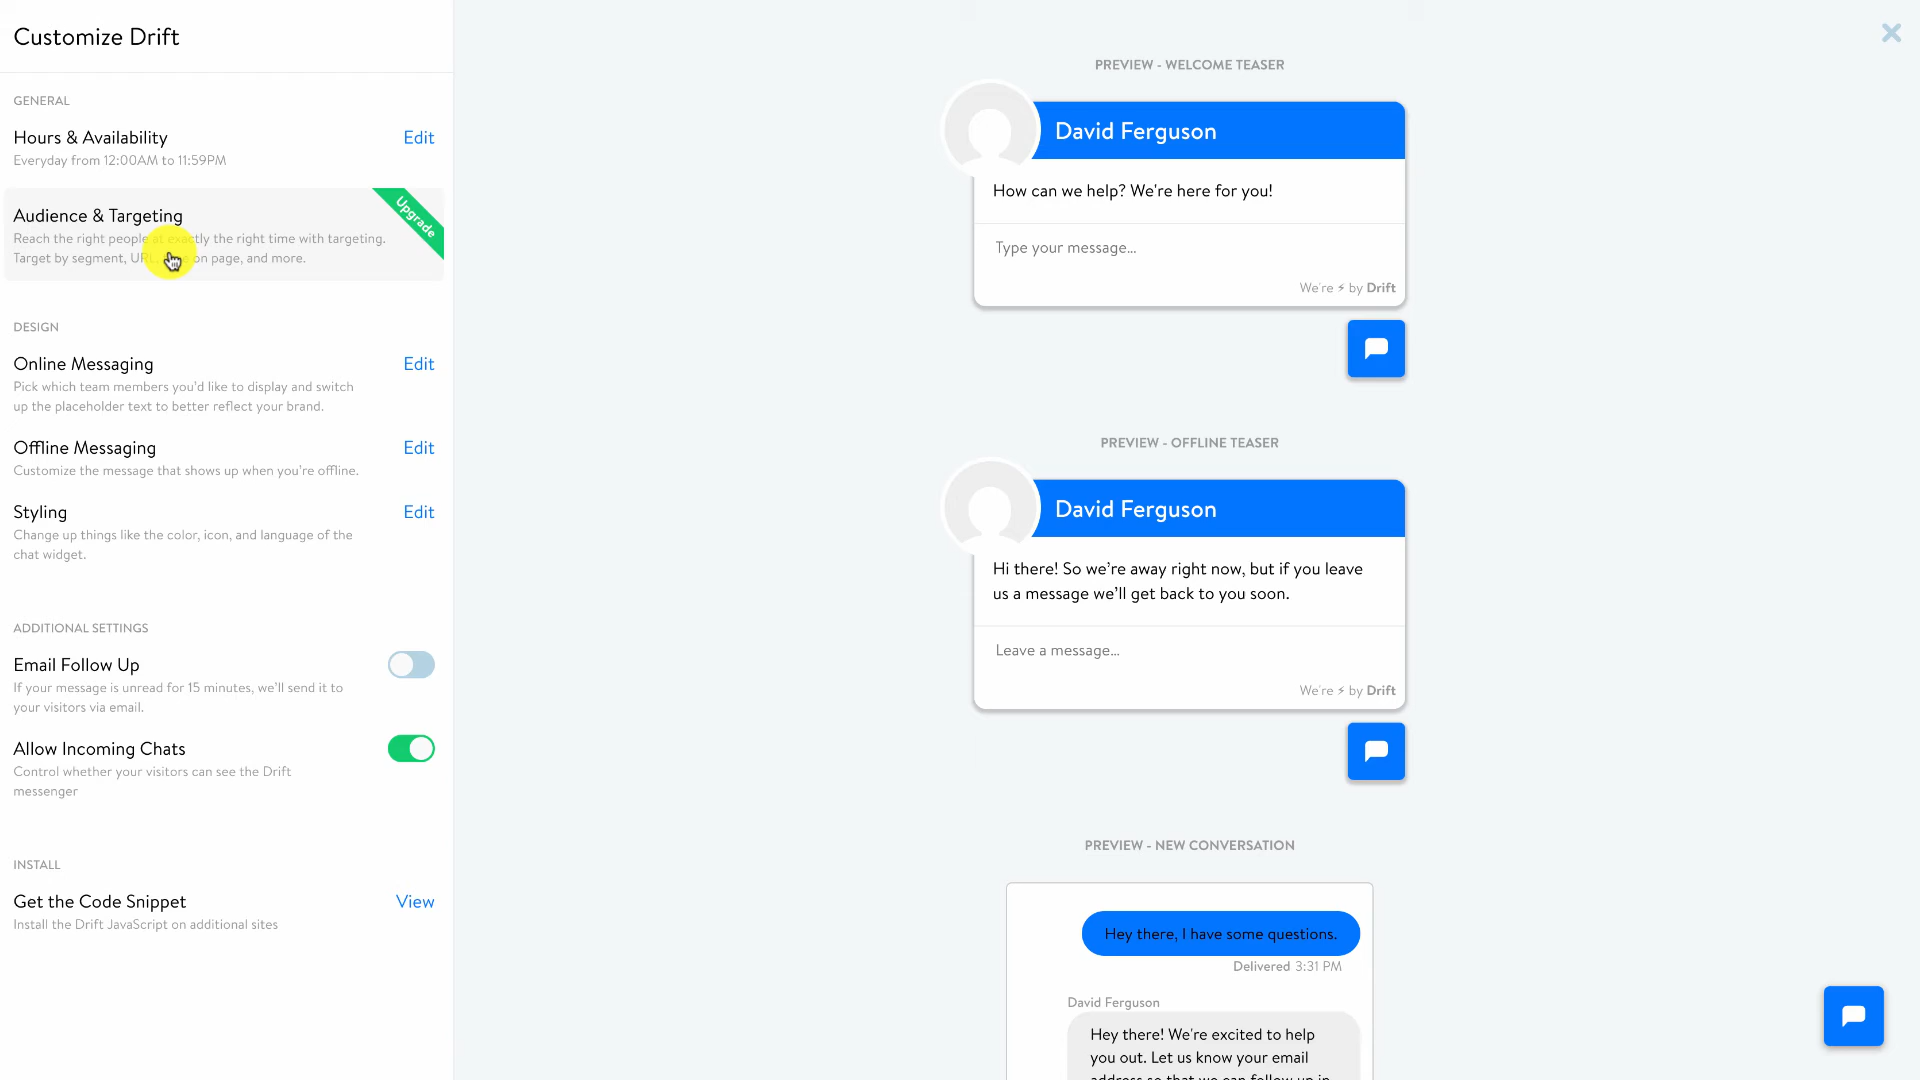 Customize Drift
GENERAL
Hours & Availability
Edit
Everyday from 12:00AM to 11:59PM
Audience & Targeting
Upgrade
Reach the right people at exactly the right time with targeting.
Target by segment, URL, on page, and more.
DESIGN
Online Messaging
Edit
Pick which team members you'd like to display and switch
up the placeholder text to better reflect your brand.
Offline Messaging
Edit
Customize the message that shows up when you're offline.
Styling
Edit
Change up things like the color, icon, and language of the
chat widget.
ADDITIONAL SETTINGS
Email Follow Up
If your message is unread for 15 minutes, we'll send it to
your visitors via email.
Allow Incoming Chats
Control whether your visitors can see the Drift
messenger
INSTALL
Get the Code Snippet
View
Install the Drift JavaScript on additional sites
PREVIEW - WELCOME TEASER
David Ferguson
How can we help? We're here for you!
Type your message...
We're ⚡ by Drift
PREVIEW - OFFLINE TEASER
David Ferguson
Hi there! So we're away right now, but if you leave
us a message we'll get back to you soon.
Leave a message...
We're ⚡ by Drift
PREVIEW - NEW CONVERSATION
Hey there, I have some questions.
Delivered 3:31 PM
David Ferguson
Hey there! We're excited to help
you out. Let us know your email
address so that we can follow up in